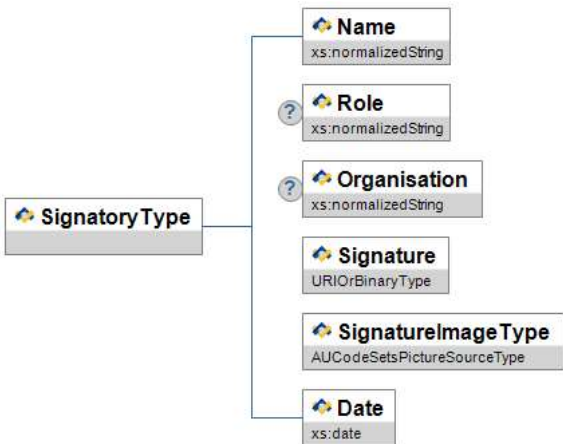 Name
xs:normalizedString
?
Role
xs:normalizedString
?
Organisation
xs:normalizedString
SignatoryType
Signature
URIOrBinaryType
SignatureImageType
AUCodeSetsPictureSourceType
Date
xs:date